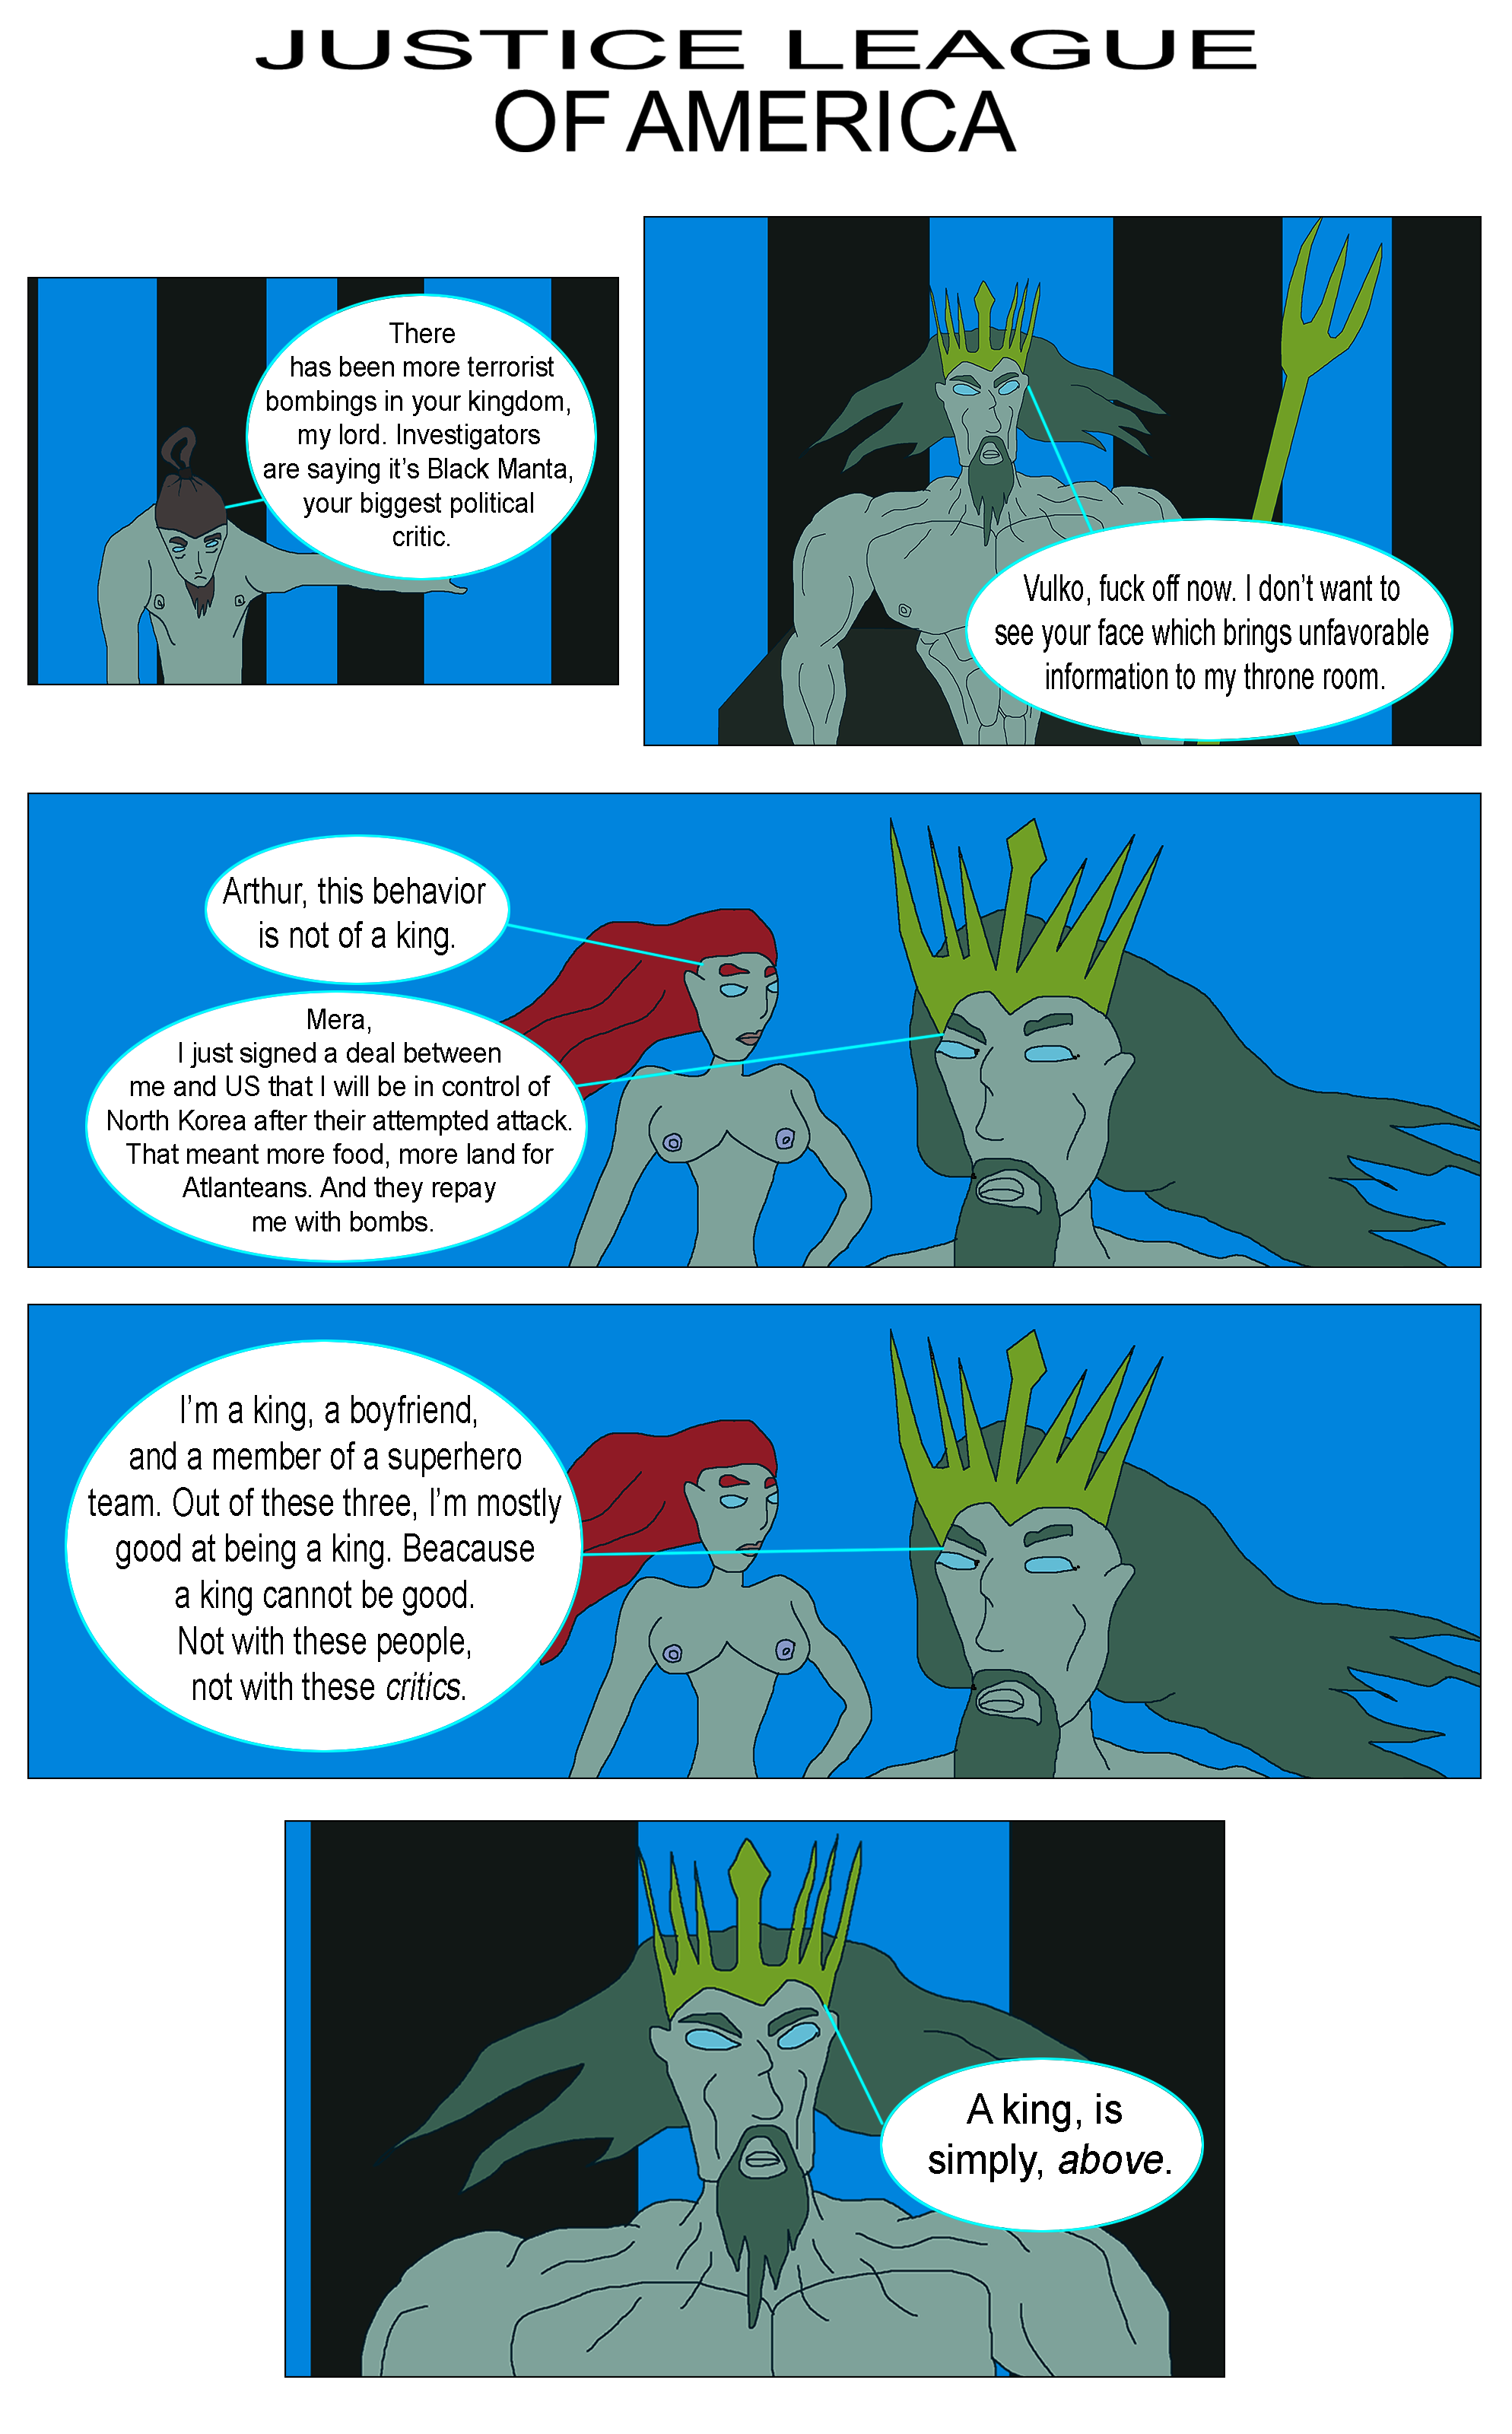 JUSTICE LEAGUE
OF AMERICA
There
has been more terrorist
bombings in your kingdom,
my lord. Investigators
are saying it's Black Manta,
your biggest political
critic.
Vulko, fuck off now. I don't want to
see your face which brings unfavorable
information to my throne room.
Arthur, this behavior
is not of a king.
Mera,
I just signed a deal between
me and US that I will be in control of
North Korea after their attempted attack.
That meant more food, more land for
Atlanteans. And they repay
me with bombs.
I'm a king, a boyfriend,
and a member of a superhero
team. Out of these three, I'm mostly
good at being a king. Beacause
a king cannot be good.
Not with these people,
not with these critics.
A king, is
simply, above.